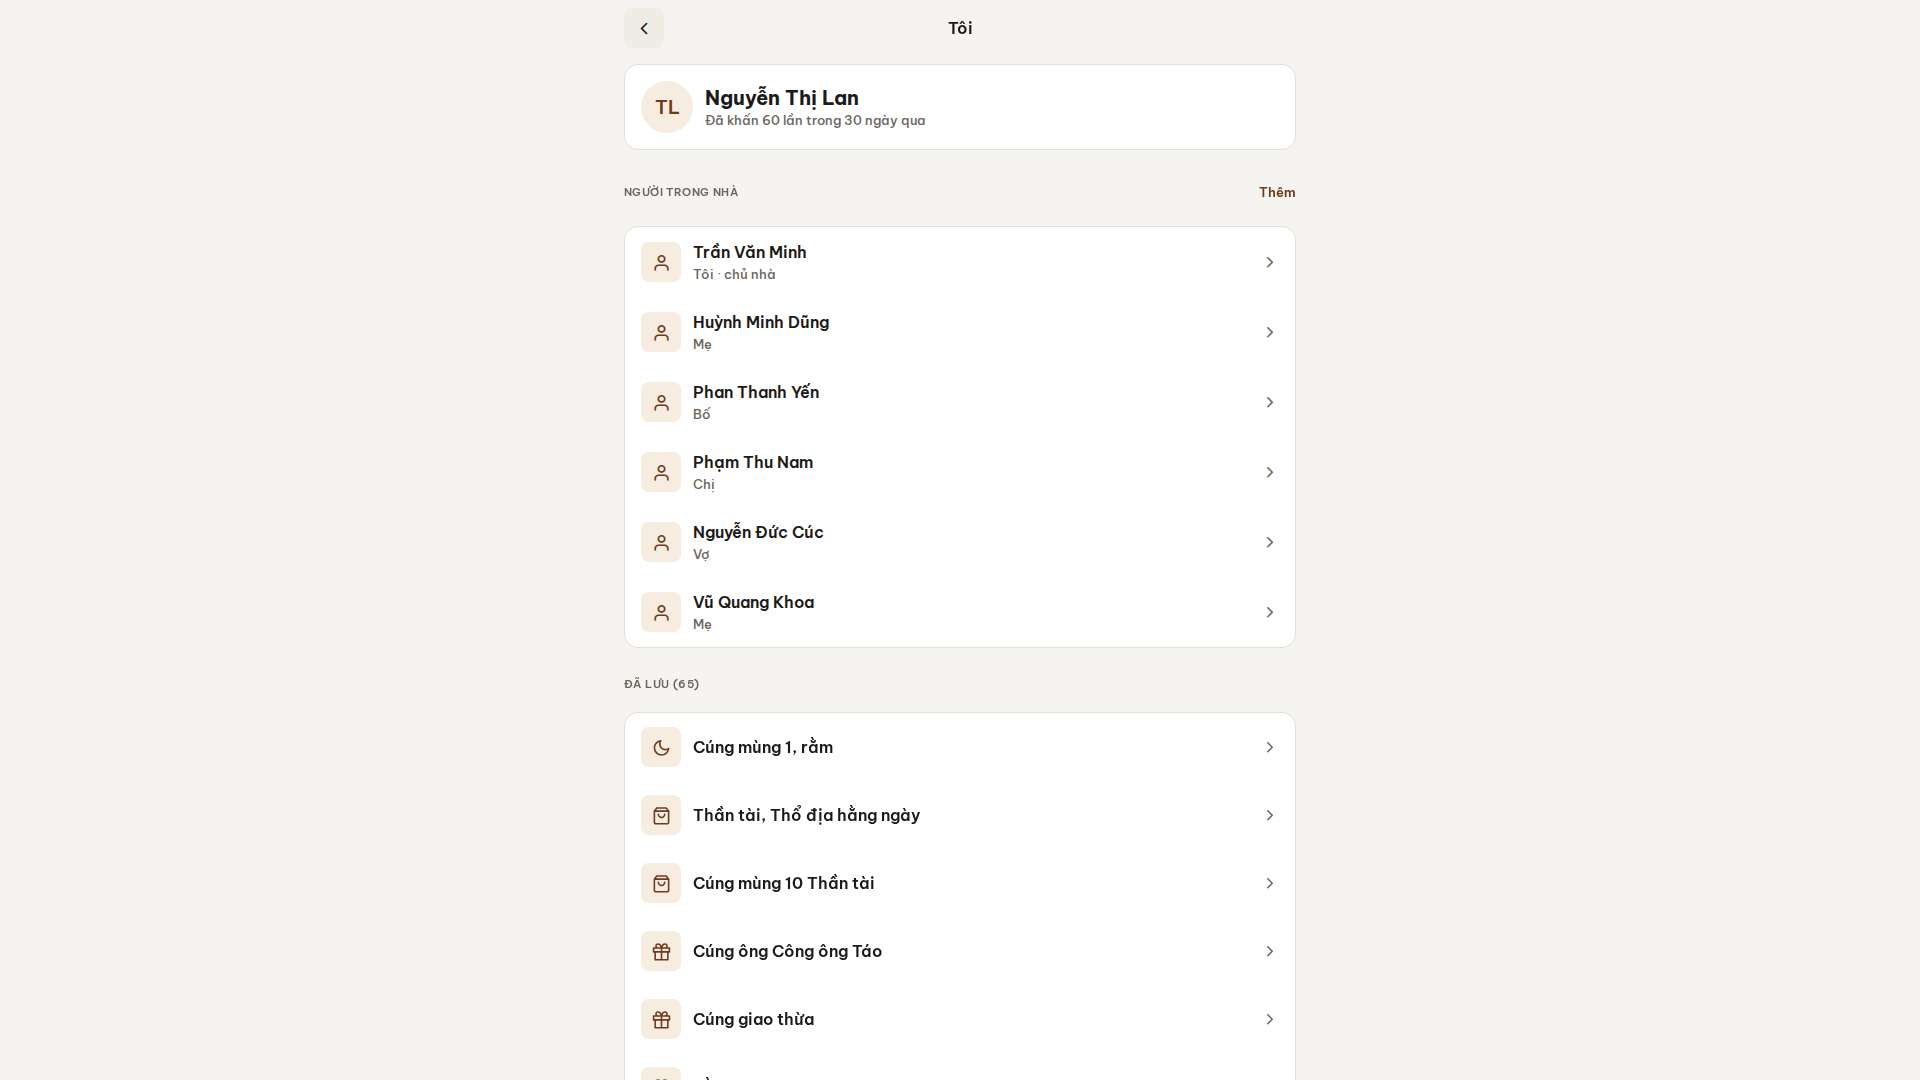 Tôi
TL
Nguyễn Thị Lan
Đã khấn 60 lần trong 30 ngày qua
NGƯỜI TRONG NHÀ
Thêm
Trần Văn Minh
Tôi · chủ nhà
Huỳnh Minh Dũng
Mẹ
Phan Thanh Yến
Bố
Phạm Thu Nam
Chị
Nguyễn Đức Cúc
Vợ
Vũ Quang Khoa
Mẹ
ĐÃ LƯU (65)
Cúng mùng 1, rằm
Thần tài, Thổ địa hằng ngày
Cúng mùng 10 Thần tài
Cúng ông Công ông Táo
Cúng giao thừa